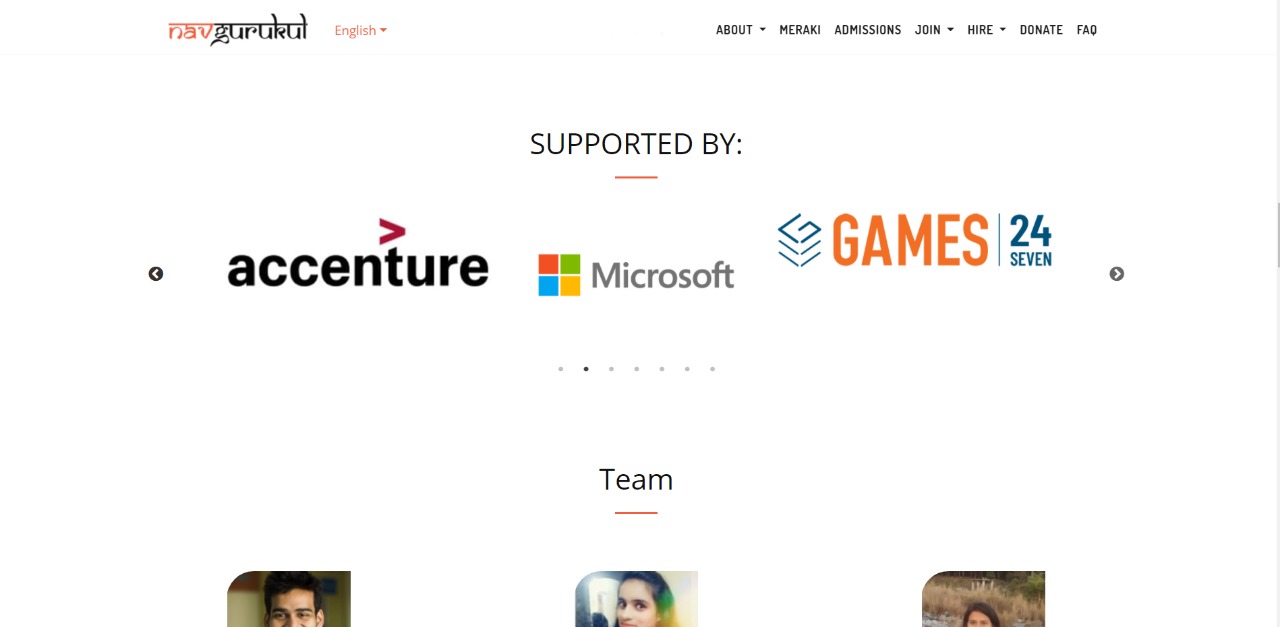 navgurukul English ABOUT MERAKI ADMISSIONS JOIN HIRE DONATE FAQ
SUPPORTED BY:
accenture Microsoft GAMES 24 SEVEN
Team